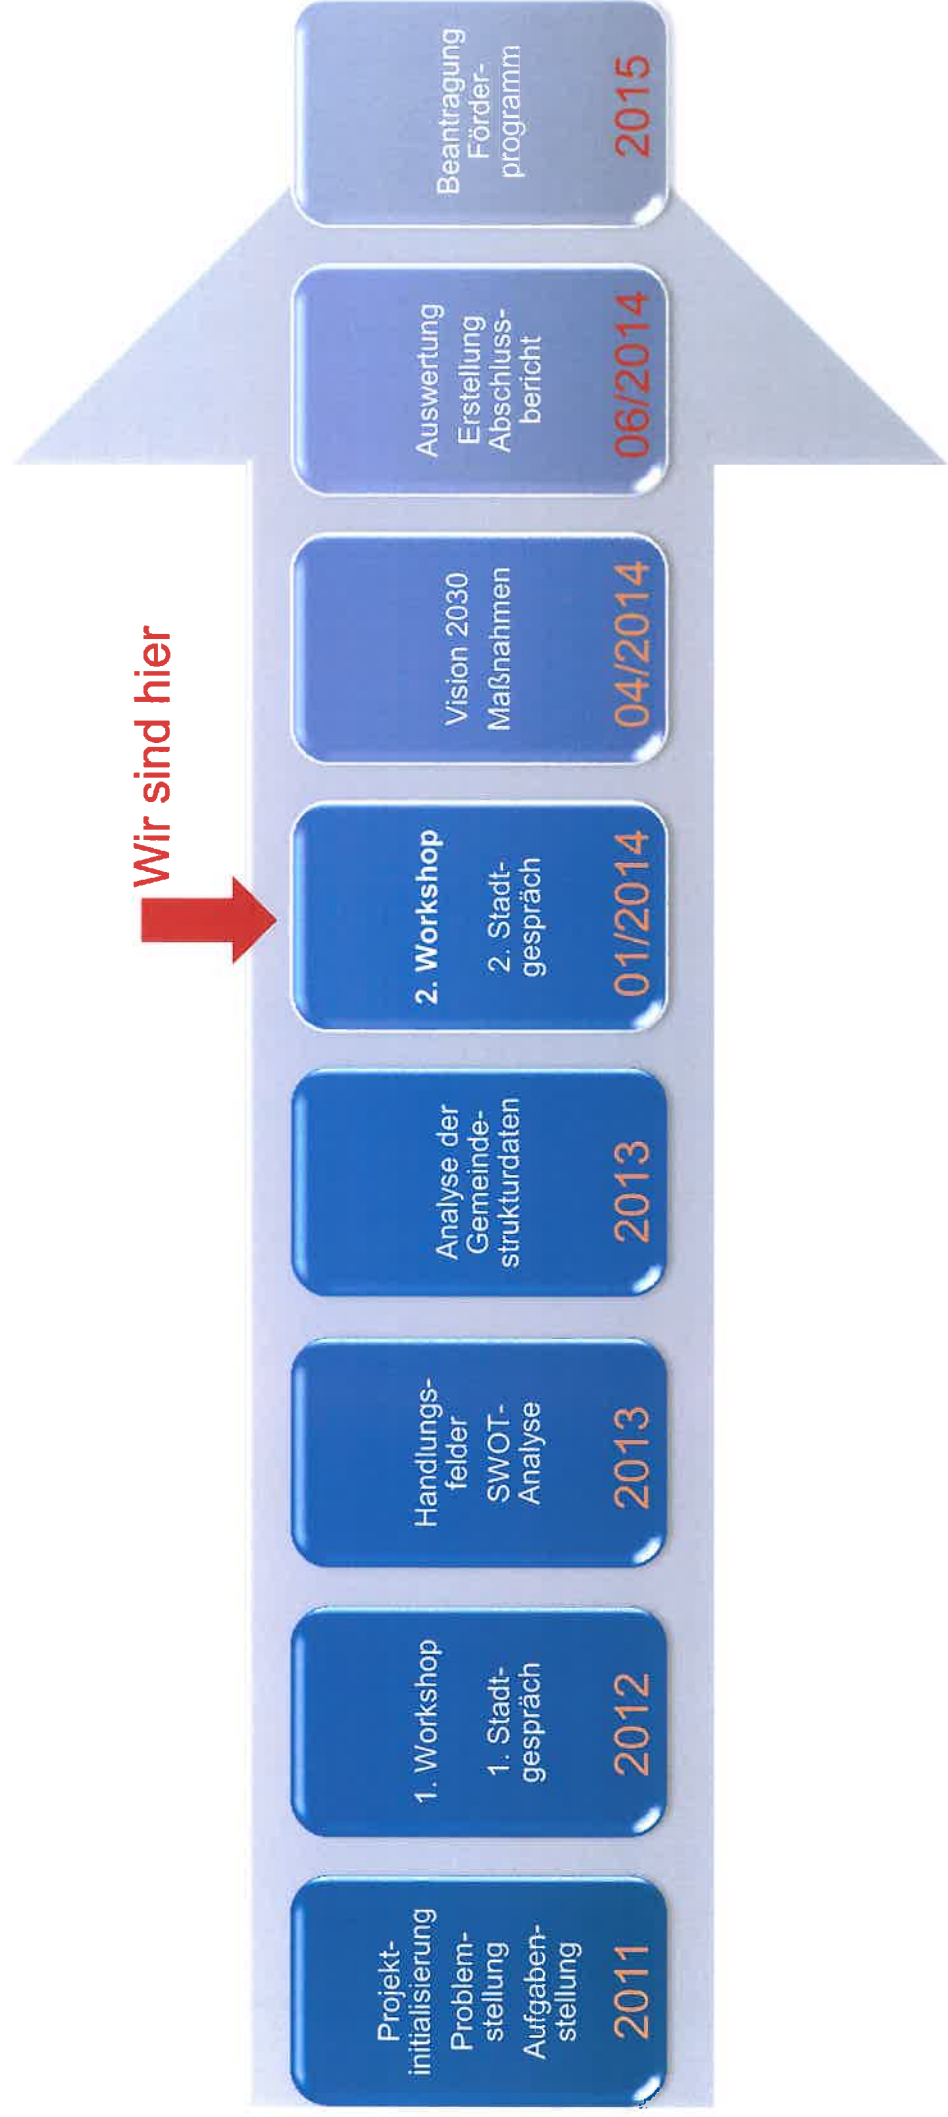 Wir sind hier
Projekt-
initialisierung
Problem-
stellung
Aufgaben-
stellung
2011
1. Workshop
1. Stadt-
gespräch
2012
Handlungs-
felder
SWOT-
Analyse
2013
Analyse der
Gemeinde-
strukturdaten
2013
2. Workshop
2. Stadt-
gespräch
01/2014
Vision 2030
Maßnahmen
04/2014
Auswertung
Erstellung
Abschluss-
bericht
06/2014
Beantragung
Förder-
programm
2015